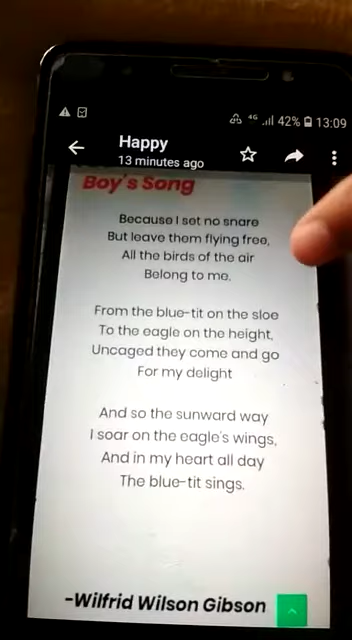 4G 42% 13:09
Happy
13 minutes ago
Boy's Song
Because I set no snare
But leave them flying free,
All the birds of the air
Belong to me.
From the blue-tit on the sloe
To the eagle on the height,
Uncaged they come and go
For my delight
And so the sunward way
I soar on the eagle's wings,
And in my heart all day
The blue-tit sings.
-Wilfrid Wilson Gibson